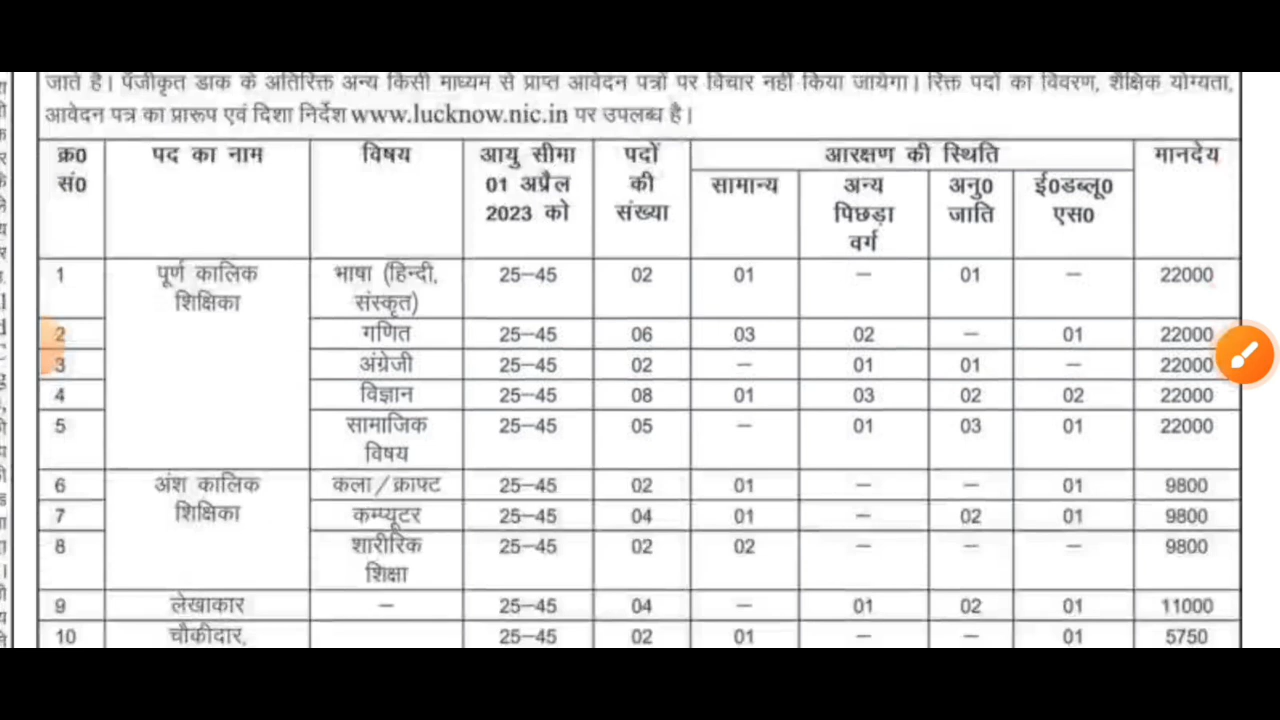 जाते है। पँजीकृत डाक के अतिरिक्त अन्य किसी माध्यम से प्राप्त आवेदन पत्रों पर विचार नहीं किया जायेगा। रिक्त पदों का विवरण, शैक्षिक योग्यता,
आवेदन पत्र का प्रारूप एवं दिशा निर्देश www.lucknow.nic.in पर उपलब्ध है।
क्र0 सं0 पद का नाम विषय आयु सीमा 01 अप्रैल 2023 को पदों की संख्या आरक्षण की स्थिति मानदेय
सामान्य अन्य पिछड़ा वर्ग अनु0 जाति ई0डब्लू0 एस0
1 पूर्ण कालिक शिक्षिका भाषा (हिन्दी, संस्कृत) 25–45 02 01 – 01 – 22000
2 गणित 25–45 06 03 02 – 01 22000
3 अंग्रेजी 25–45 02 – 01 01 – 22000
4 विज्ञान 25–45 08 01 03 02 02 22000
5 सामाजिक विषय 25–45 05 – 01 03 01 22000
6 अंश कालिक शिक्षिका कला/क्राफ्ट 25–45 02 01 – – 01 9800
7 कम्प्यूटर 25–45 04 01 – 02 01 9800
8 शारीरिक शिक्षा 25–45 02 02 – – – 9800
9 लेखाकार – 25–45 04 – 01 02 01 11000
10 चौकीदार, 25–45 02 01 – – 01 5750